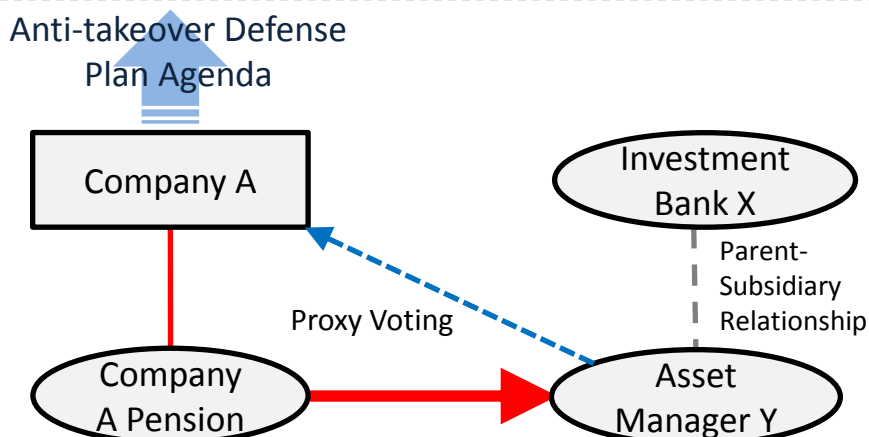 Anti-takeover Defense
Plan Agenda
Company A
Investment
Bank X
Parent-
Subsidiary
Relationship
Proxy Voting
Company
A Pension
Asset
Manager Y